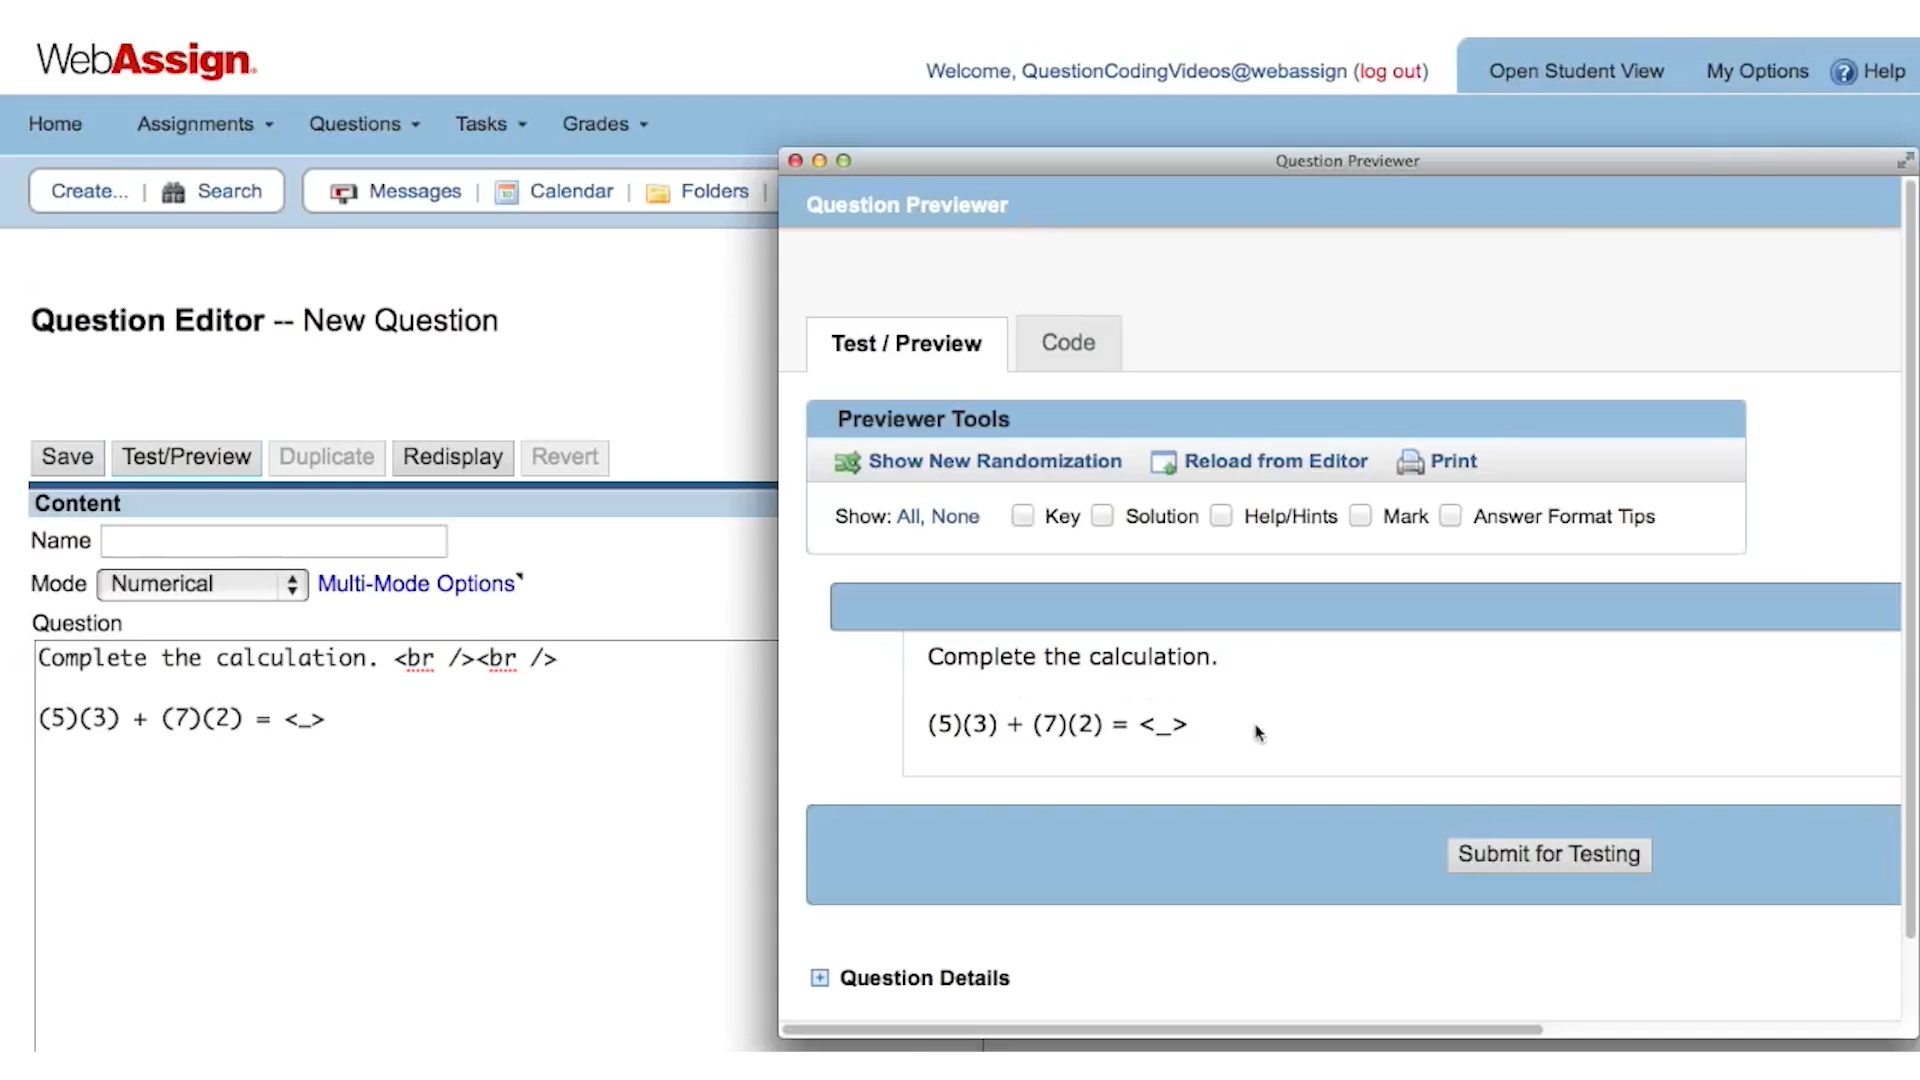 WebAssign.
Welcome, QuestionCodingVideos@webassign (log out)
Open Student View
My Options
? Help
Home
Assignments
Questions
Tasks
Grades
Create... | Search
Messages | Calendar | Folders |
Question Editor -- New Question
Save
Test/Preview
Duplicate
Redisplay
Revert
Content
Name
Mode Numerical Multi-Mode Options
Question
Complete the calculation. <br /><br />
(5)(3) + (7)(2) = <_>
Question Previewer
Question Previewer
Test / Preview
Code
Previewer Tools
Show New Randomization
Reload from Editor
Print
Show: All, None Key Solution Help/Hints Mark Answer Format Tips
Complete the calculation.
(5)(3) + (7)(2) = <_>
Submit for Testing
+ Question Details